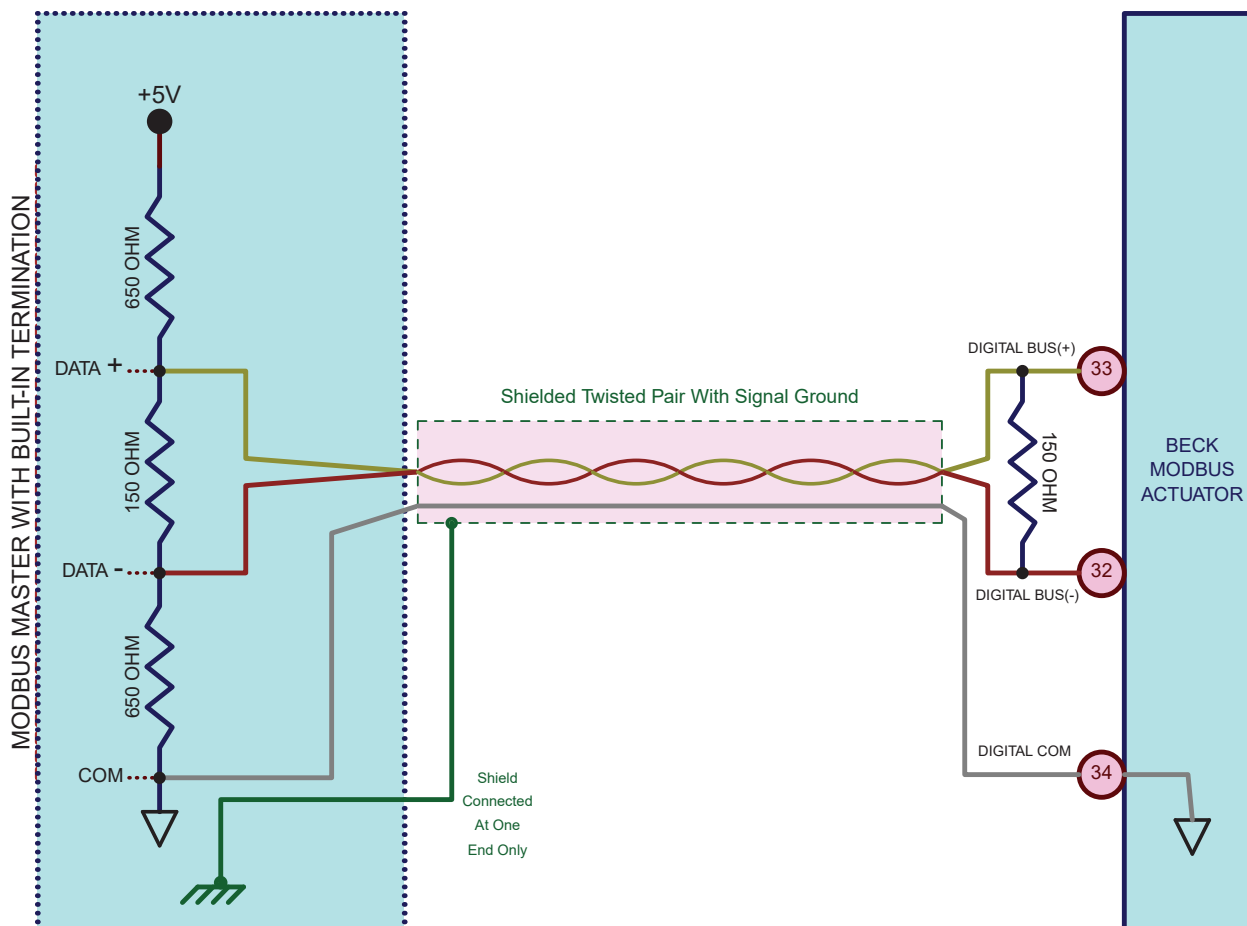 MODBUS MASTER WITH BUILT-IN TERMINATION
+5V
650 OHM
DATA +
150 OHM
DATA -
650 OHM
COM
Shielded Twisted Pair With Signal Ground
Shield
Connected
At One
End Only
DIGITAL BUS(+)
33
150 OHM
32
DIGITAL BUS(-)
DIGITAL COM
34
BECK
MODBUS
ACTUATOR